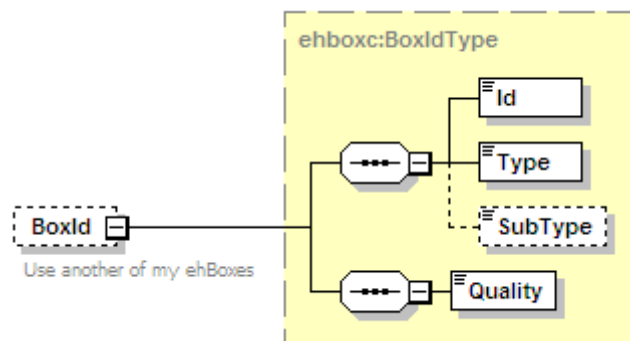 ehboxc:BoxIdType
Id
Type
BoxId
SubType
Use another of my ehBoxes
Quality